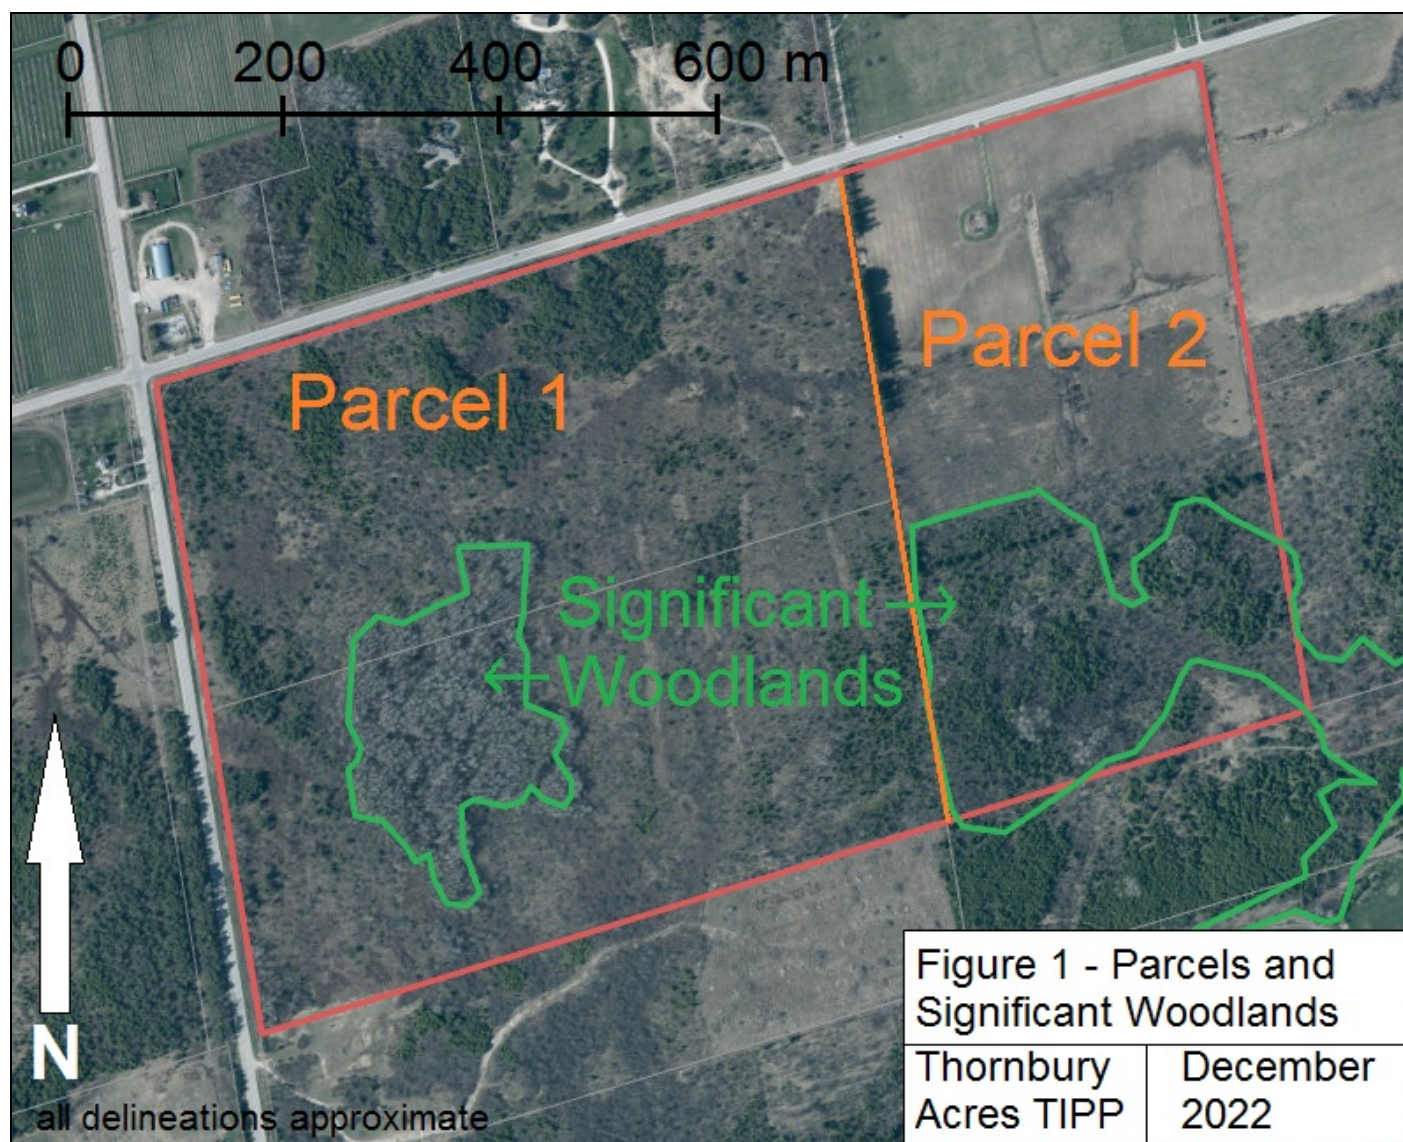 0 200 400 600 m
Parcel 1
Parcel 2
Significant
Woodlands
N
all delineations approximate
Figure 1 - Parcels and
Significant Woodlands
Thornbury
Acres TIPP
December
2022